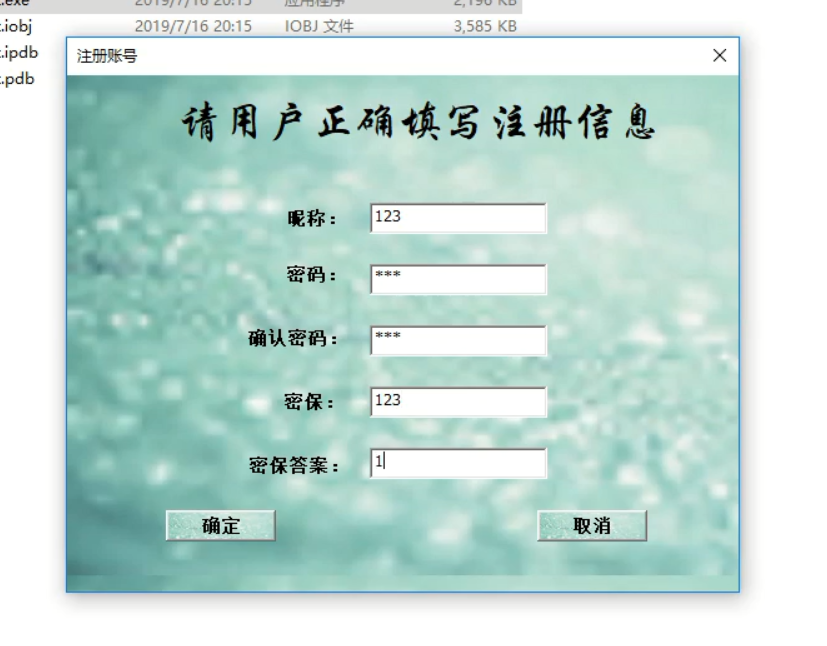 .exe 2019/7/16 20:15 应用程序 2,196 KB
.iobj 2019/7/16 20:15 IOBJ 文件 3,585 KB
.ipdb
.pdb
注册账号
请用户正确填写注册信息
昵称： 123
密码： ***
确认密码： ***
密保： 123
密保答案： 1
确定 取消